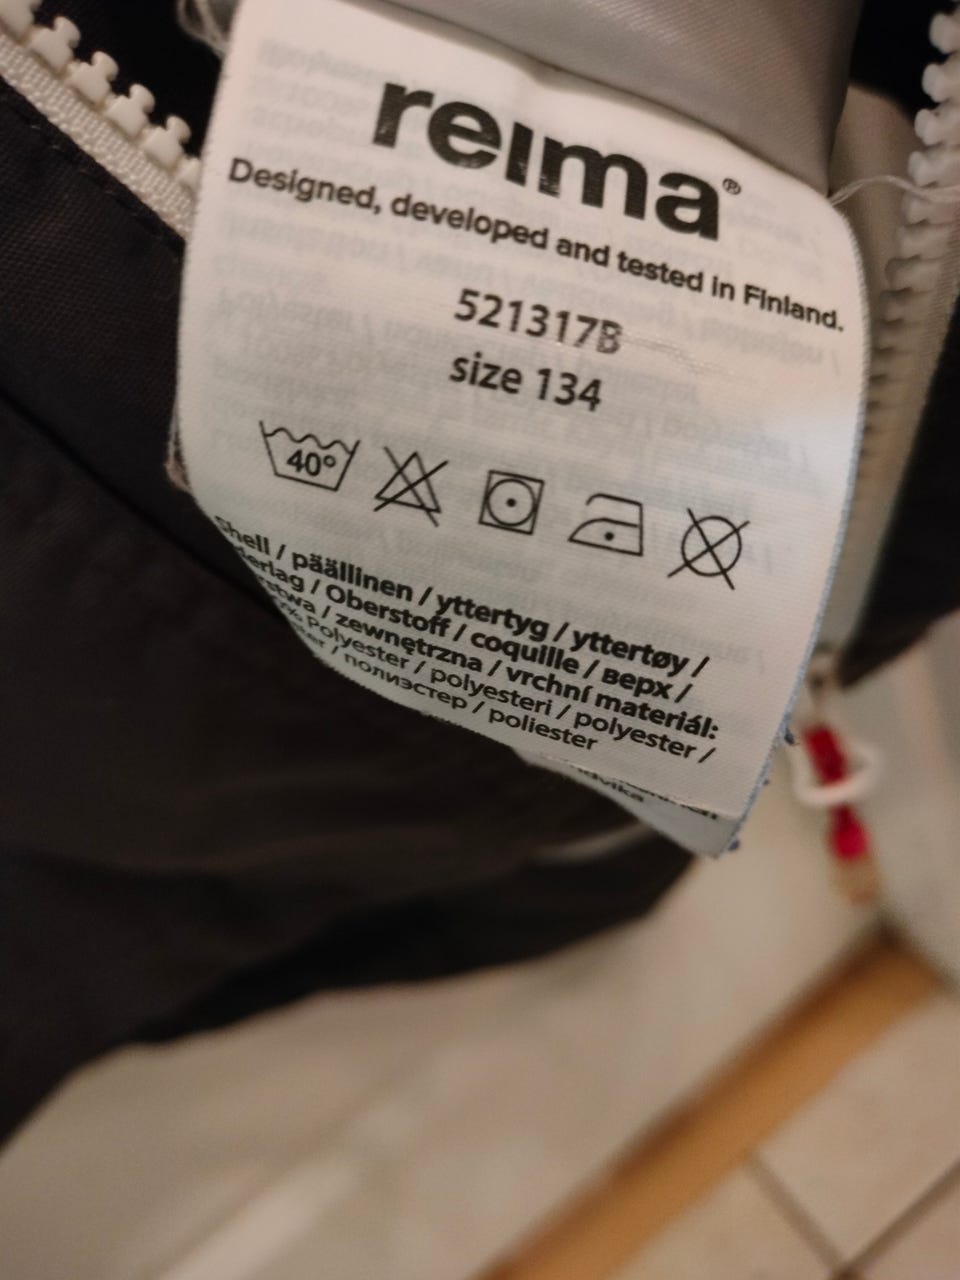 reima®
Designed, developed and tested in Finland.
521317B
size 134
40°
Shell / päällinen / yttertyg / yttertøy /
/ Oberstoff / coquille / верх /
/ zewnętrzna / vrchní materiál:
Polyester / polyesteri / polyester /
/ полиэстер / poliester